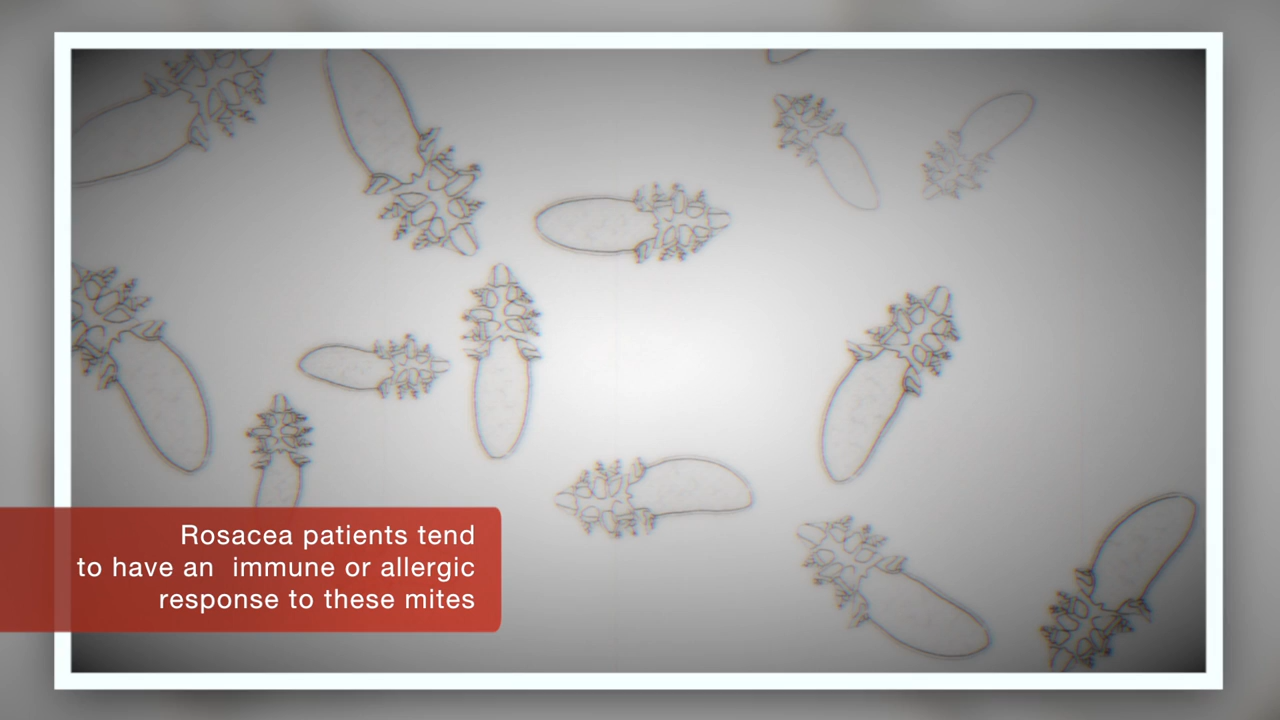 Rosacea patients tend
to have an  immune or allergic
response to these mites